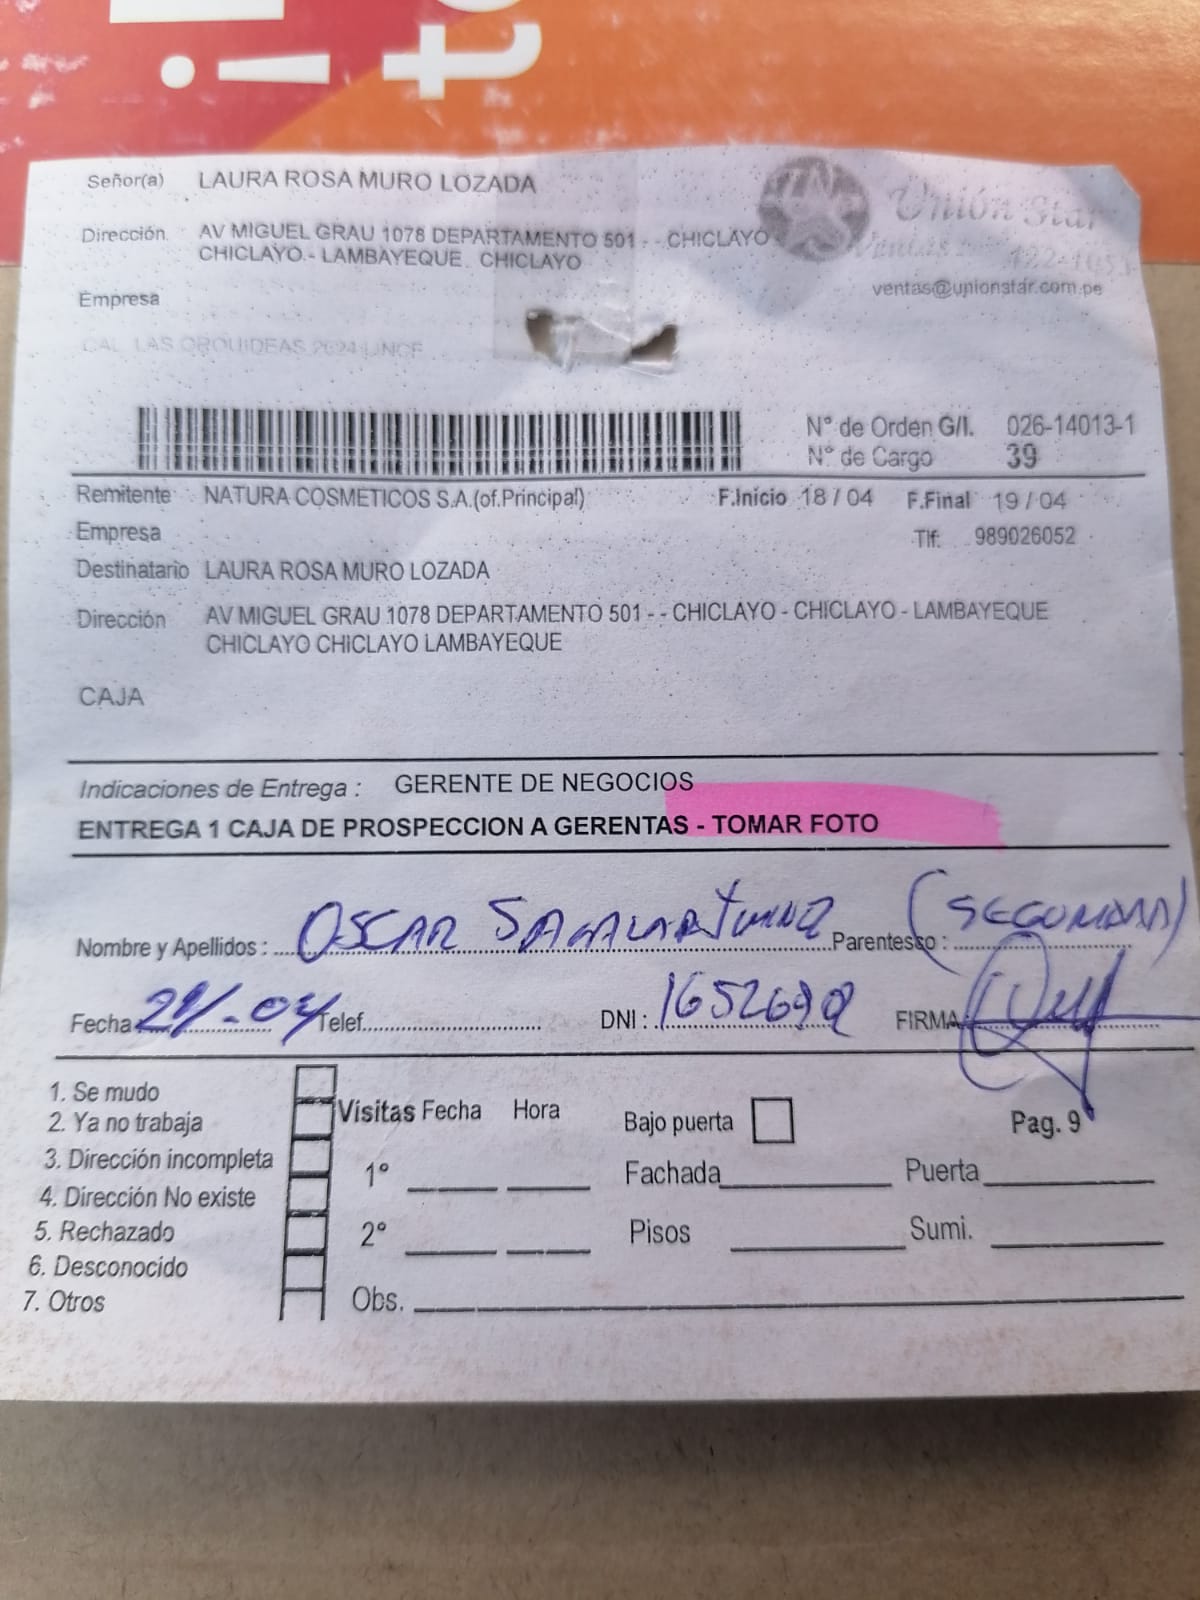 Señor(a) LAURA ROSA MURO LOZADA
Dirección. AV MIGUEL GRAU 1078 DEPARTAMENTO 501 - - CHICLAYO
CHICLAYO - LAMBAYEQUE CHICLAYO
Unión Star
Ventas
ventas@unionstar.com.pe
Empresa
CAL LAS ORQUIDEAS 2624 LINCE
N° de Orden G/I. 026-14013-1
N° de Cargo 39
Remitente NATURA COSMETICOS S.A.(of.Principal) F.Inicio 18 / 04 F.Final 19 / 04
Empresa Tlf: 989026052
Destinatario LAURA ROSA MURO LOZADA
Dirección AV MIGUEL GRAU 1078 DEPARTAMENTO 501 - - CHICLAYO - CHICLAYO - LAMBAYEQUE
CHICLAYO CHICLAYO LAMBAYEQUE
CAJA
Indicaciones de Entrega : GERENTE DE NEGOCIOS
ENTREGA 1 CAJA DE PROSPECCION A GERENTAS - TOMAR FOTO
Nombre y Apellidos : OSCAR Parentesco :
Fecha Telef. DNI : FIRMA
1. Se mudo
2. Ya no trabaja
3. Dirección incompleta
4. Dirección No existe
5. Rechazado
6. Desconocido
7. Otros
Visitas Fecha Hora
1°
2°
Obs.
Bajo puerta Pag. 9
Fachada Puerta
Pisos Sumi.